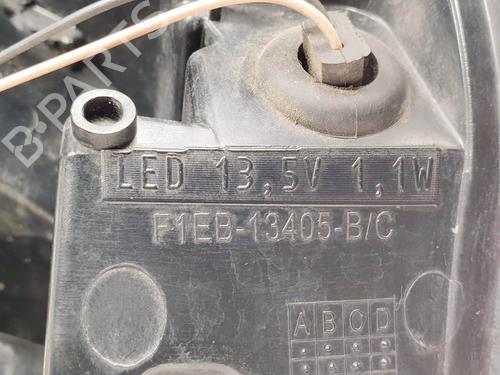 B-Parts
LED 13,5V 1,1W
F1EB-13405-B/C
A B C D